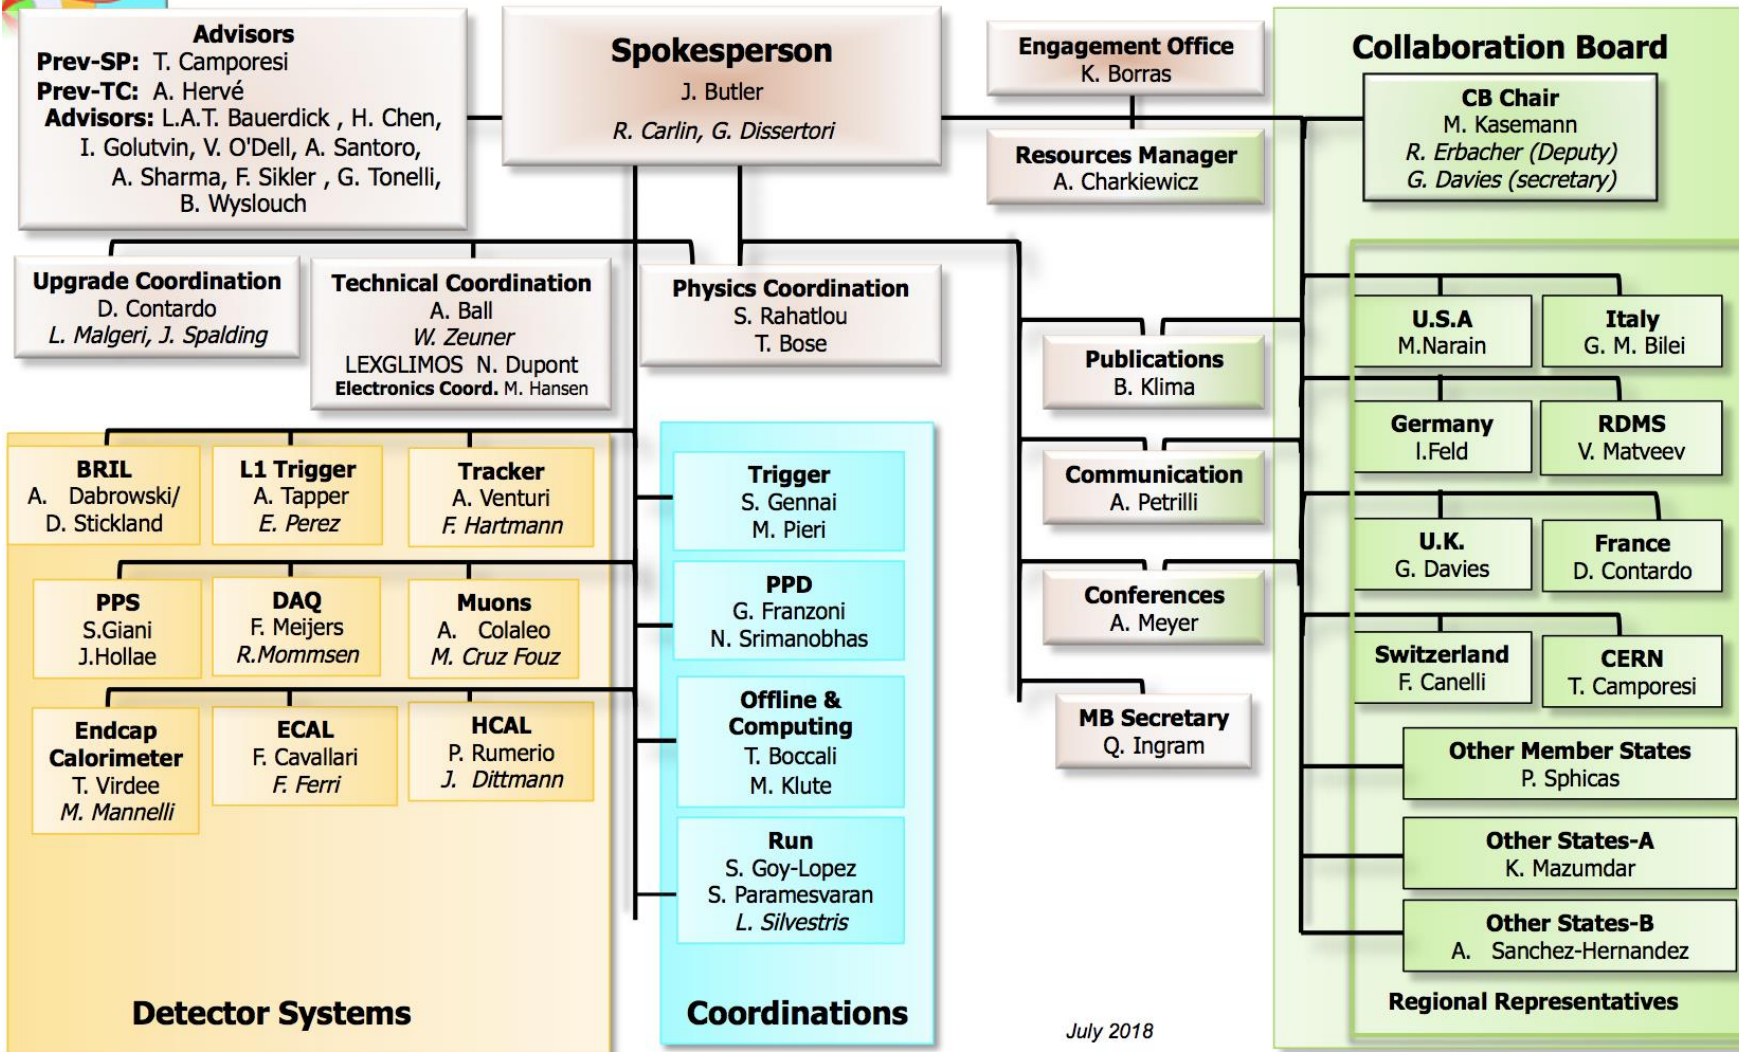 Advisors
Prev-SP: T. Camporesi
Prev-TC: A. Hervé
Advisors: L.A.T. Bauerdick , H. Chen,
I. Golutvin, V. O'Dell, A. Santoro,
A. Sharma, F. Sikler , G. Tonelli,
B. Wyslouch
Spokesperson
J. Butler
R. Carlin, G. Dissertori
Engagement Office
K. Borras
Resources Manager
A. Charkiewicz
Collaboration Board
CB Chair
M. Kasemann
R. Erbacher (Deputy)
G. Davies (secretary)
Upgrade Coordination
D. Contardo
L. Malgeri, J. Spalding
Technical Coordination
A. Ball
W. Zeuner
LEXGLIMOS N. Dupont
Electronics Coord. M. Hansen
Physics Coordination
S. Rahatlou
T. Bose
Publications
B. Klima
Communication
A. Petrilli
Conferences
A. Meyer
MB Secretary
Q. Ingram
U.S.A
M.Narain
Italy
G. M. Bilei
Germany
l.Feld
RDMS
V. Matveev
U.K.
G. Davies
France
D. Contardo
Switzerland
F. Canelli
CERN
T. Camporesi
Other Member States
P. Sphicas
Other States-A
K. Mazumdar
Other States-B
A. Sanchez-Hernandez
Regional Representatives
BRIL
A. Dabrowski/
D. Stickland
L1 Trigger
A. Tapper
E. Perez
Tracker
A. Venturi
F. Hartmann
PPS
S.Giani
J.Hollae
DAQ
F. Meijers
R.Mommsen
Muons
A. Colaleo
M. Cruz Fouz
Endcap
Calorimeter
T. Virdee
M. Mannelli
ECAL
F. Cavallari
F. Ferri
HCAL
P. Rumerio
J. Dittmann
Detector Systems
Trigger
S. Gennai
M. Pieri
PPD
G. Franzoni
N. Srimanobhas
Offline &
Computing
T. Boccali
M. Klute
Run
S. Goy-Lopez
S. Paramesvaran
L. Silvestris
Coordinations
July 2018